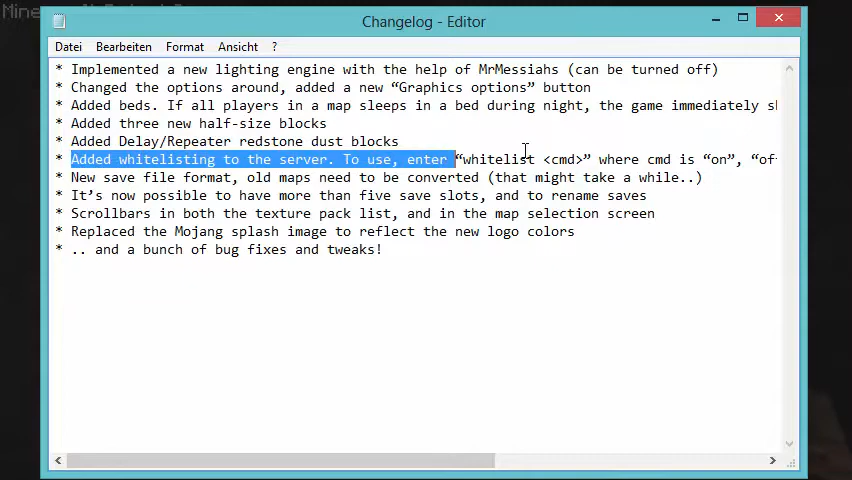 Changelog - Editor
Datei Bearbeiten Format Ansicht ?
* Implemented a new lighting engine with the help of MrMessiahs (can be turned off)
* Changed the options around, added a new “Graphics options” button
* Added beds. If all players in a map sleeps in a bed during night, the game immediately
* Added three new half-size blocks
* Added Delay/Repeater redstone dust blocks
* Added whitelisting to the server. To use, enter “whitelist <cmd>” where cmd is “on”,
* New save file format, old maps need to be converted (that might take a while..)
* It’s now possible to have more than five save slots, and to rename saves
* Scrollbars in both the texture pack list, and in the map selection screen
* Replaced the Mojang splash image to reflect the new logo colors
* .. and a bunch of bug fixes and tweaks!